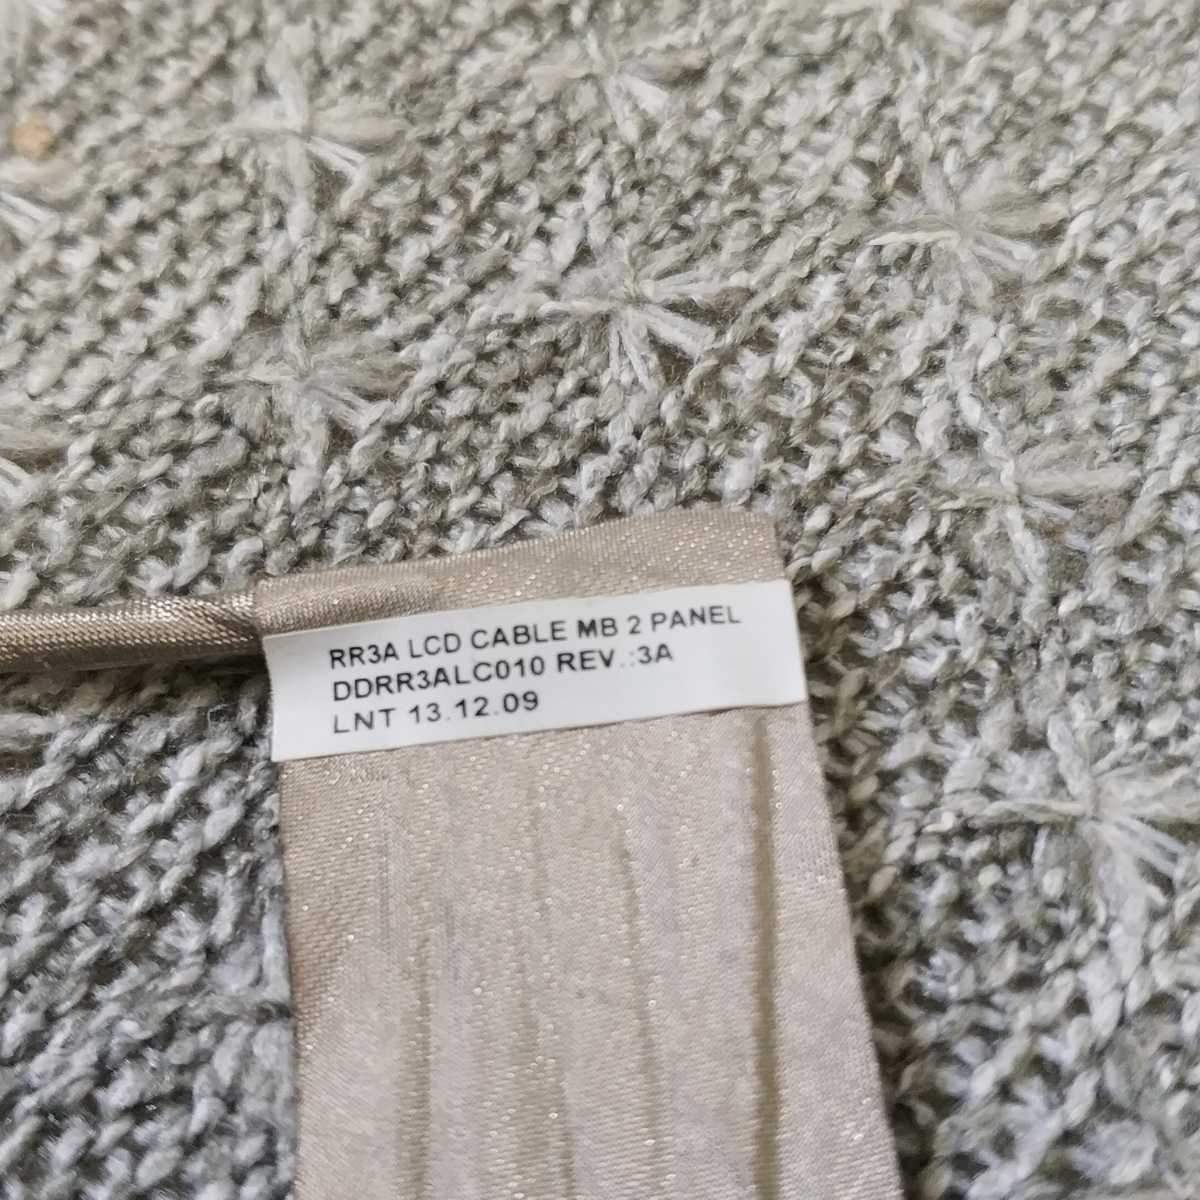 RR3A LCD CABLE MB 2 PANEL
DDRR3ALC010 REV.:3A
LNT 13.12.09